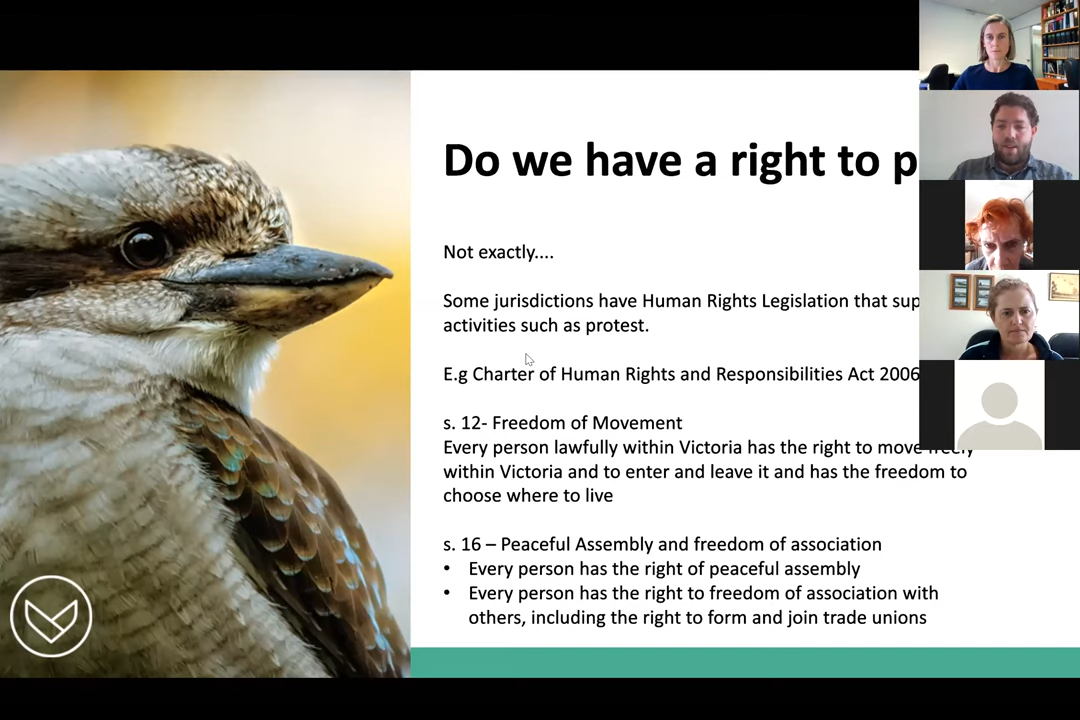 Do we have a right to p
Not exactly....
Some jurisdictions have Human Rights Legislation that sup
activities such as protest.
E.g Charter of Human Rights and Responsibilities Act 2006
s. 12- Freedom of Movement
Every person lawfully within Victoria has the right to move freely
within Victoria and to enter and leave it and has the freedom to
choose where to live
s. 16 – Peaceful Assembly and freedom of association
• Every person has the right of peaceful assembly
• Every person has the right to freedom of association with
others, including the right to form and join trade unions